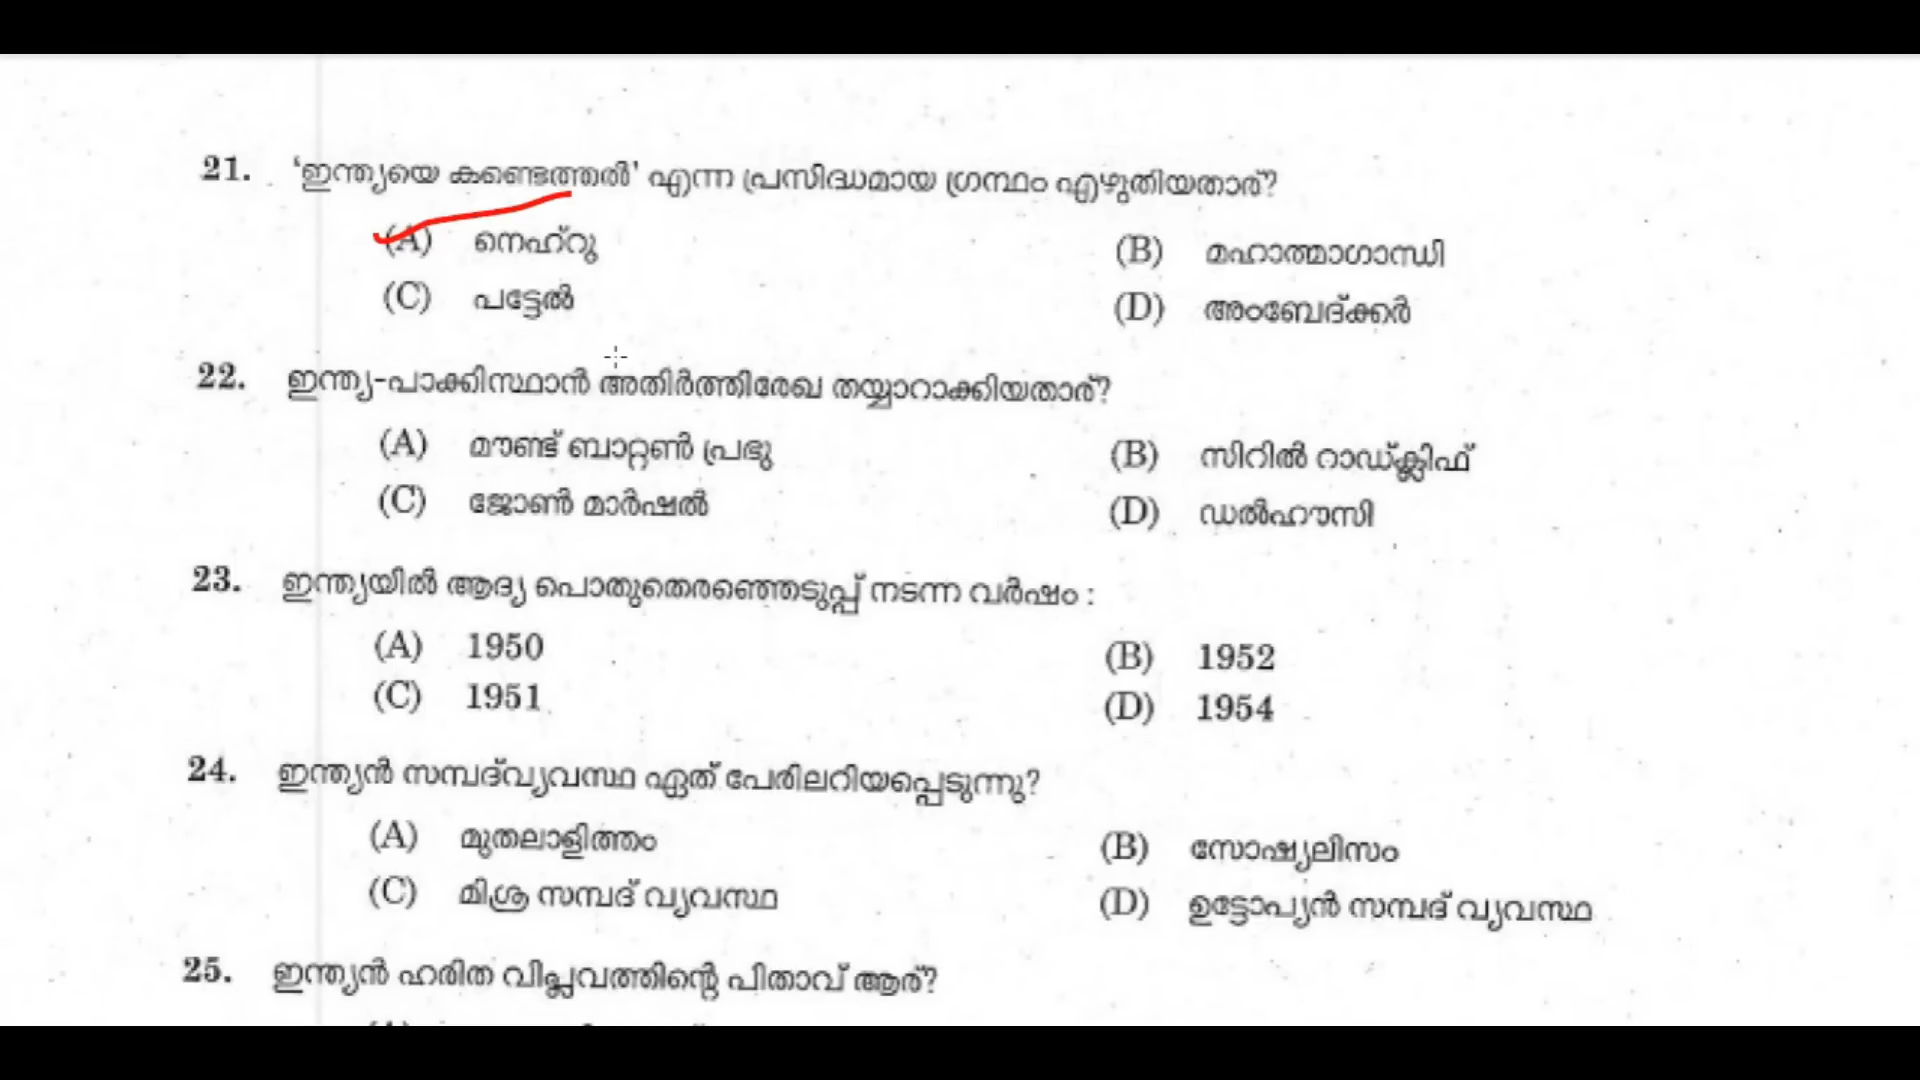 21. 'ഇന്ത്യയെ കണ്ടെത്തൽ' എന്ന പ്രസിദ്ധമായ ഗ്രന്ഥം എഴുതിയതാര്?
(A) നെഹ്റു (B) മഹാത്മാഗാന്ധി
(C) പട്ടേൽ (D) അംബേദ്ക്കർ
22. ഇന്ത്യ-പാക്കിസ്ഥാൻ അതിർത്തിരേഖ തയ്യാറാക്കിയതാര്?
(A) മൗണ്ട് ബാറ്റൺ പ്രഭു (B) സിറിൽ റാഡ്ക്ലിഫ്
(C) ജോൺ മാർഷൽ (D) ഡൽഹൗസി
23. ഇന്ത്യയിൽ ആദ്യ പൊതുതെരഞ്ഞെടുപ്പ് നടന്ന വർഷം :
(A) 1950 (B) 1952
(C) 1951 (D) 1954
24. ഇന്ത്യൻ സമ്പദ്‌വ്യവസ്ഥ ഏത് പേരിലറിയപ്പെടുന്നു?
(A) മുതലാളിത്തം (B) സോഷ്യലിസം
(C) മിശ്ര സമ്പദ് വ്യവസ്ഥ (D) ഉട്ടോപ്യൻ സമ്പദ് വ്യവസ്ഥ
25. ഇന്ത്യൻ ഹരിത വിപ്ലവത്തിന്റെ പിതാവ് ആര്?